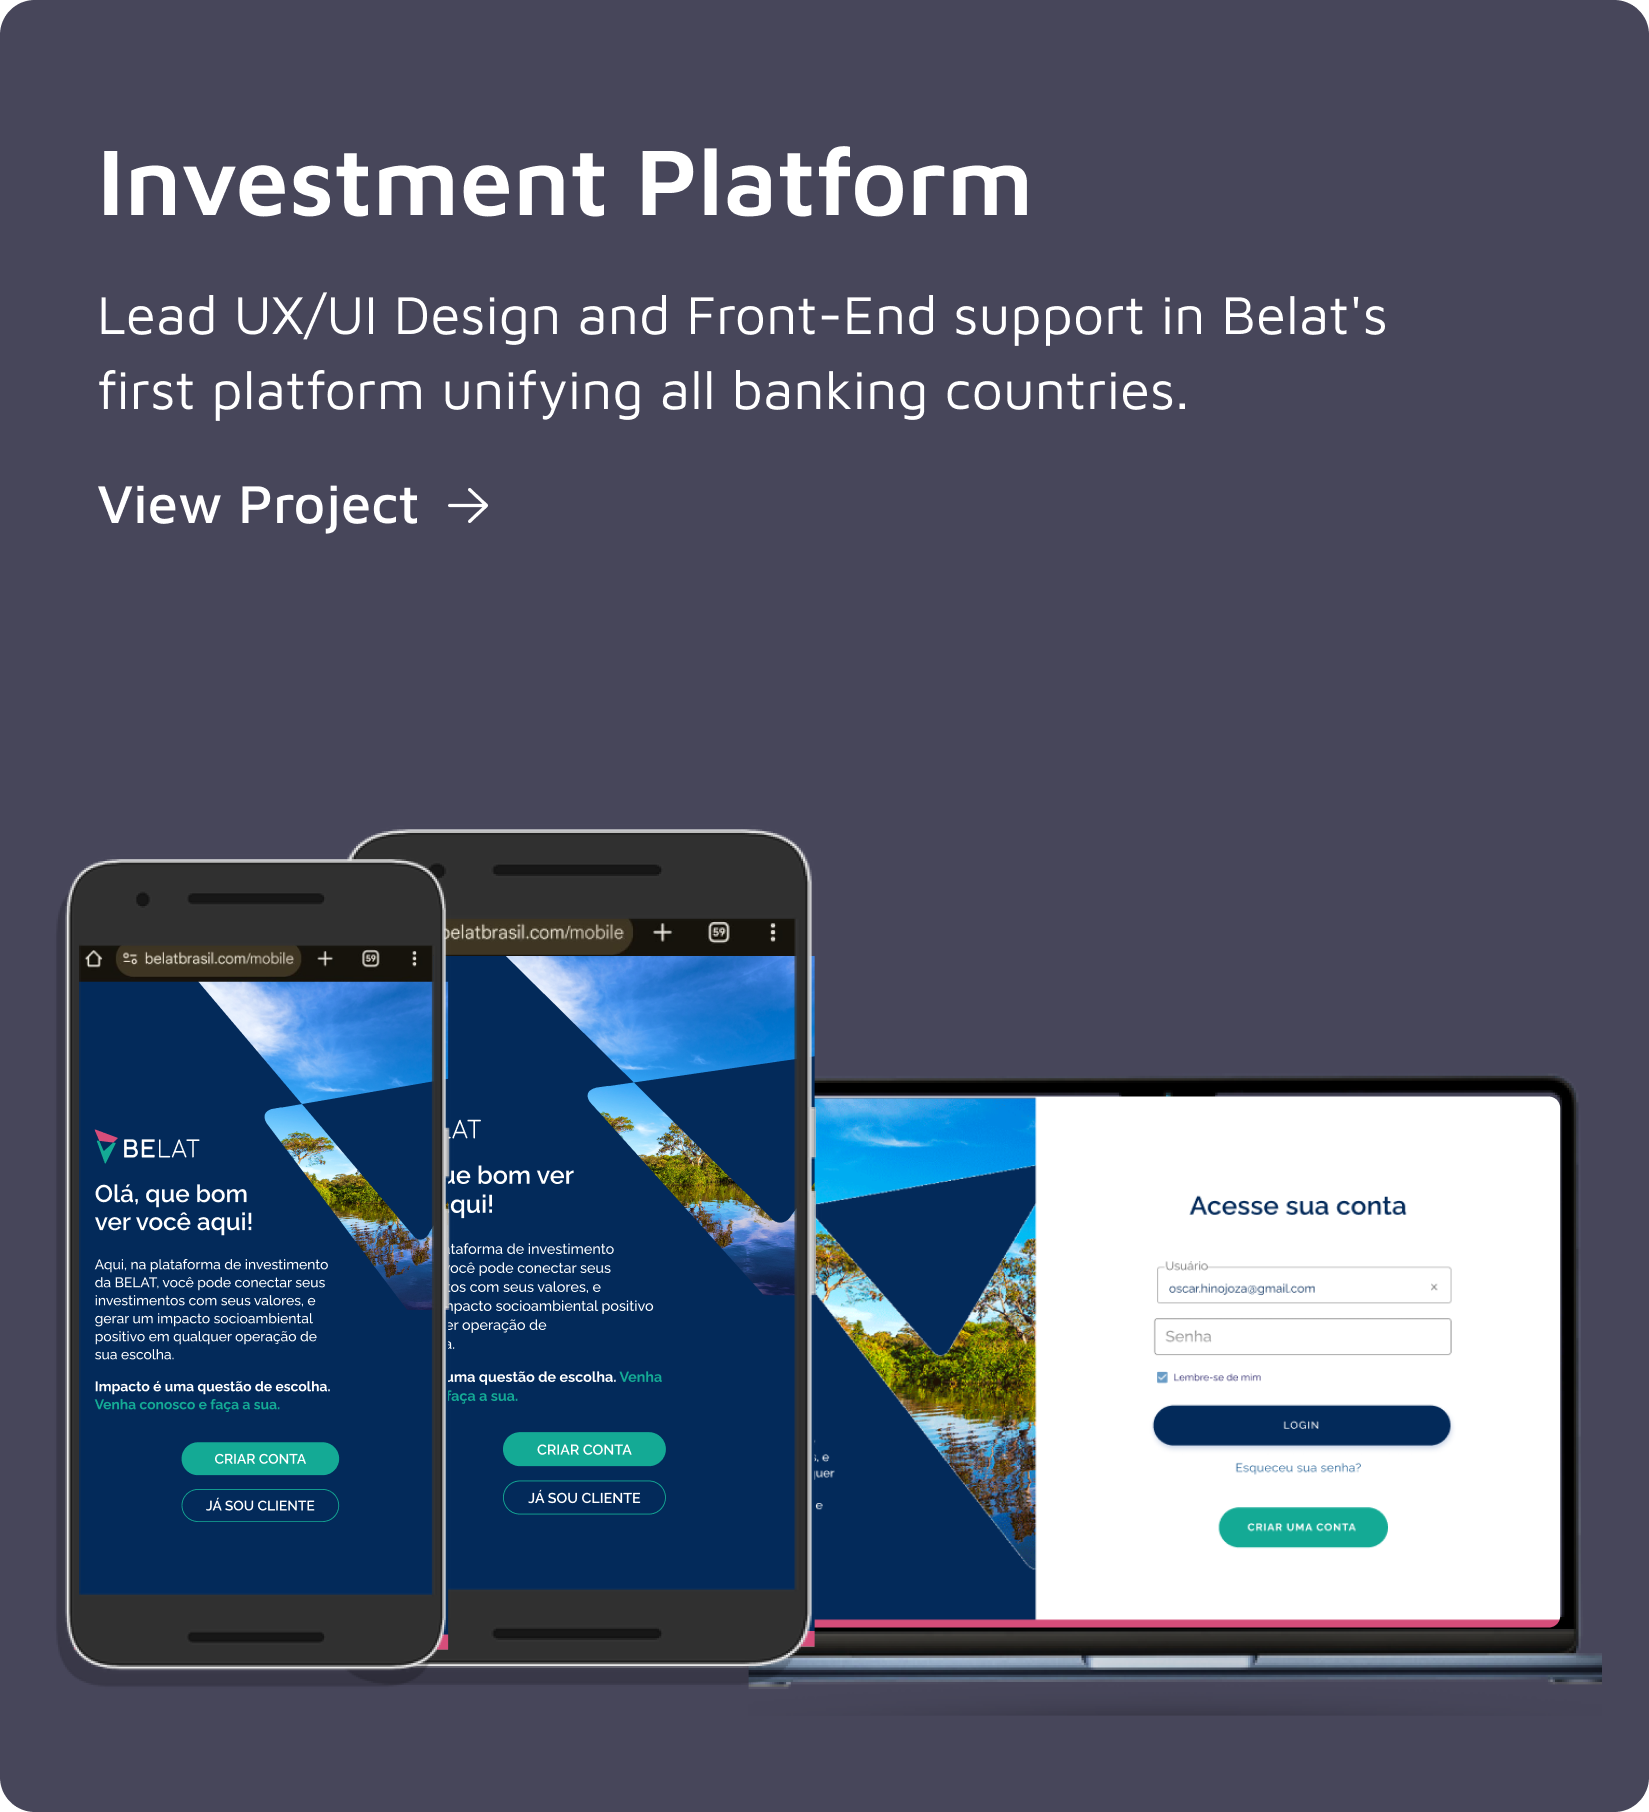 Investment Platform
Lead UX/UI Design and Front-End support in Belat's
first platform unifying all banking countries.
View Project →
belatbrasil.com/mobile
59
BELAT
Olá, que bom
ver você aqui!
Aqui, na plataforma de investimento
da BELAT, você pode conectar seus
investimentos com seus valores, e
gerar um impacto socioambiental
positivo em qualquer operação de
sua escolha.
Impacto é uma questão de escolha.
Venha conosco e faça a sua.
CRIAR CONTA
JÁ SOU CLIENTE
belatbrasil.com/mobile
59
LAT
ue bom ver
qui!
taforma de investimento
você pode conectar seus
tos com seus valores, e
mpacto socioambiental positivo
er operação de
a.
uma questão de escolha. Venha
faça a sua.
CRIAR CONTA
JÁ SOU CLIENTE
, e
uer
e
Acesse sua conta
Usuário
oscar.hinojoza@gmail.com ×
Senha
Lembre-se de mim
LOGIN
Esqueceu sua senha?
CRIAR UMA CONTA